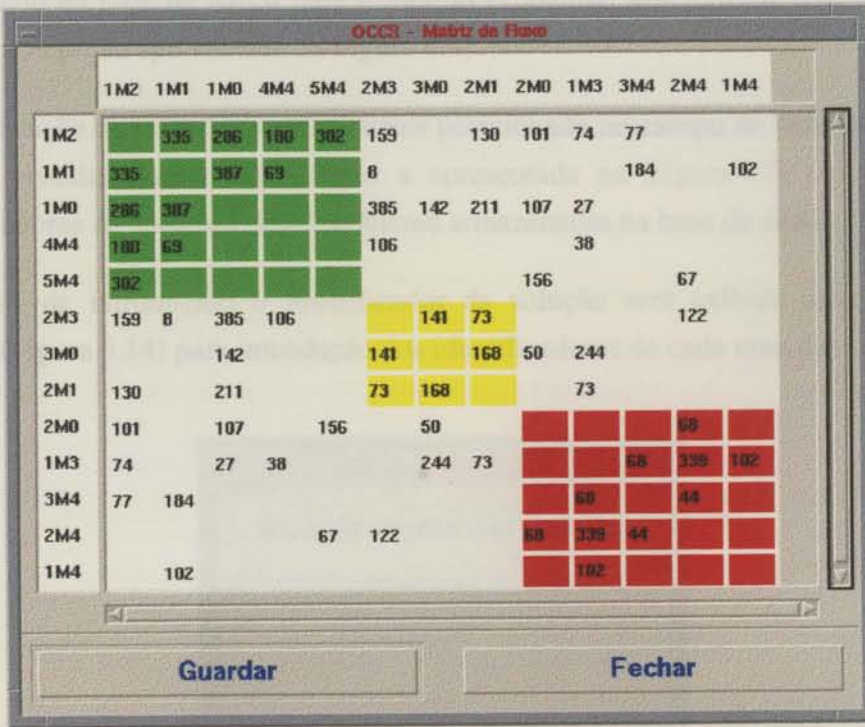 OCCS - Matriz de Fluxo
1M2 1M1 1M0 4M4 5M4 2M3 3M0 2M1 2M0 1M3 3M4 2M4 1M4
1M2 335 286 180 302 159 130 101 74 77
1M1 335 387 69 8 184 102
1M0 286 387 385 142 211 107 27
4M4 180 69 106 38
5M4 302 156 67
2M3 159 8 385 106 141 73 122
3M0 142 141 168 50 244
2M1 130 211 73 168 73
2M0 101 107 156 50 68
1M3 74 27 38 244 73 68 339 102
3M4 77 184 68 44
2M4 67 122 68 339 44
1M4 102 102
Guardar Fechar